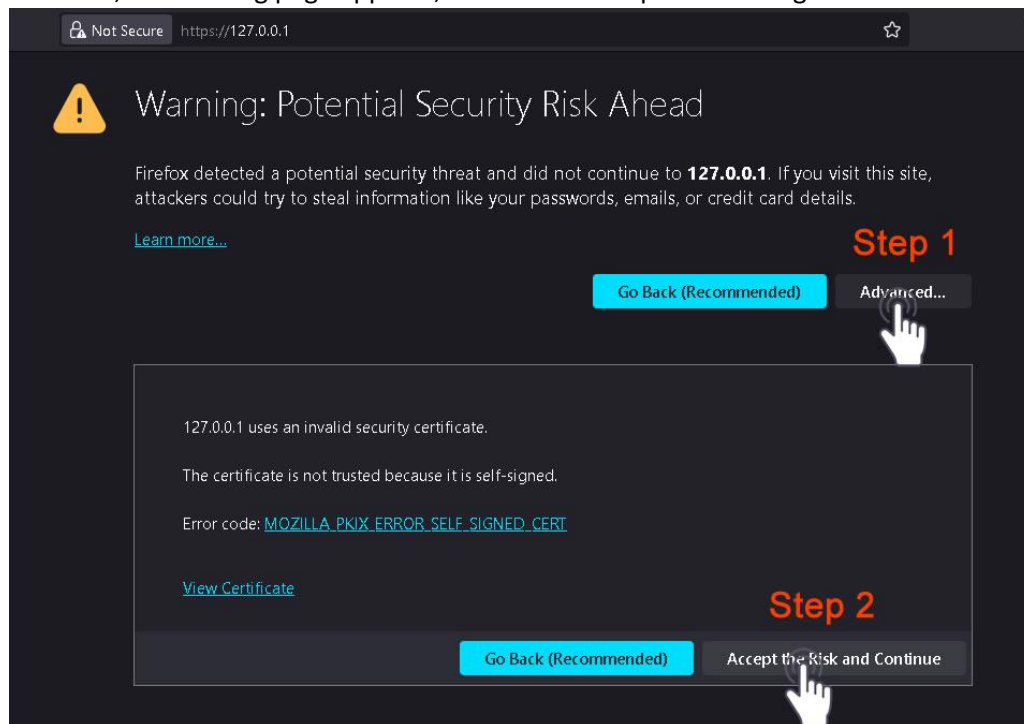 Not Secure https://127.0.0.1
Warning: Potential Security Risk Ahead
Firefox detected a potential security threat and did not continue to 127.0.0.1. If you visit this site,
attackers could try to steal information like your passwords, emails, or credit card details.
Learn more...
Step 1
Go Back (Recommended) Advanced...
127.0.0.1 uses an invalid security certificate.
The certificate is not trusted because it is self-signed.
Error code: MOZILLA_PKIX_ERROR_SELF_SIGNED_CERT
View Certificate
Step 2
Go Back (Recommended) Accept the Risk and Continue